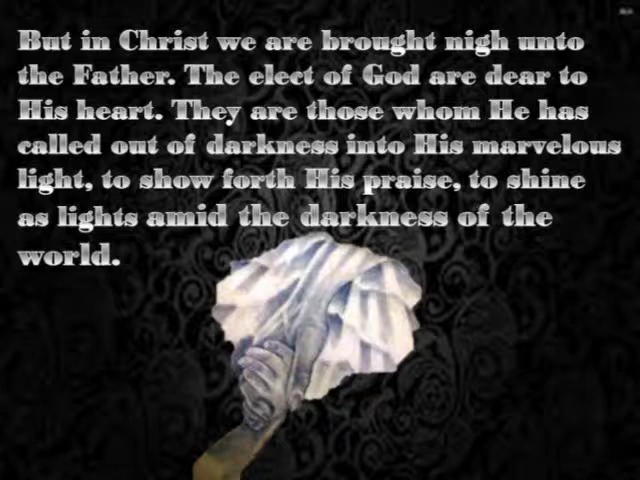 But in Christ we are brought nigh unto
the Father. The elect of God are dear to
His heart. They are those whom He has
called out of darkness into His marvelous
light, to show forth His praise, to shine
as lights amid the darkness of the
world.